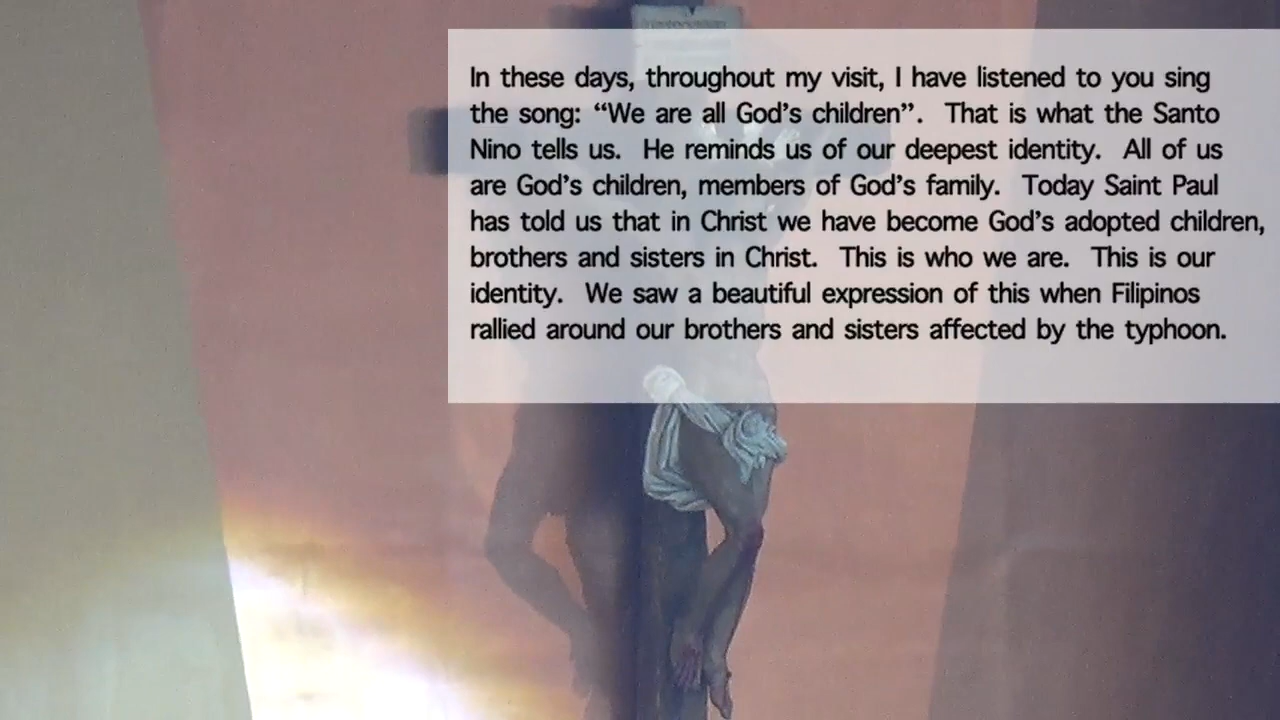 In these days, throughout my visit, I have listened to you sing
the song: “We are all God’s children”.  That is what the Santo
Nino tells us.  He reminds us of our deepest identity.  All of us
are God’s children, members of God’s family.  Today Saint Paul
has told us that in Christ we have become God’s adopted children,
brothers and sisters in Christ.  This is who we are.  This is our
identity.  We saw a beautiful expression of this when Filipinos
rallied around our brothers and sisters affected by the typhoon.